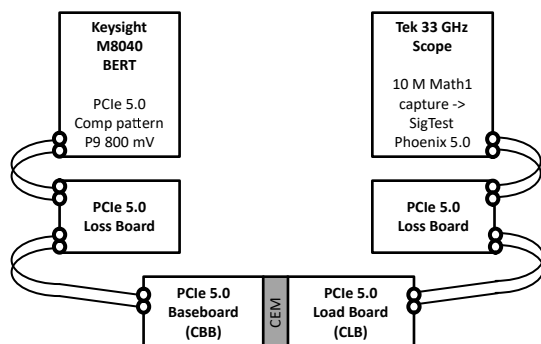 Keysight
M8040
BERT
PCIe 5.0
Comp pattern
P9 800 mV
Tek 33 GHz
Scope
10 M Math1
capture ->
SigTest
Phoenix 5.0
PCIe 5.0
Loss Board
PCIe 5.0
Loss Board
PCIe 5.0
Baseboard
(CBB)
CEM
PCIe 5.0
Load Board
(CLB)